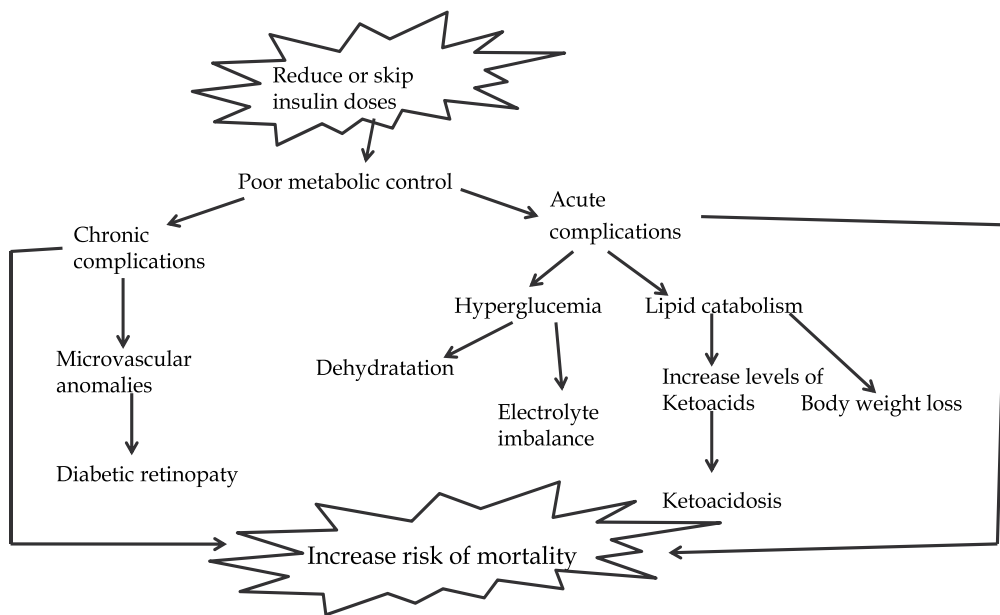 Reduce or skip
insulin doses
Poor metabolic control
Acute
complications
Chronic
complications
Hyperglucemia
Lipid catabolism
Microvascular
anomalies
Dehydratation
Increase levels of
Ketoacids
Body weight loss
Electrolyte
imbalance
Diabetic retinopaty
Ketoacidosis
Increase risk of mortality